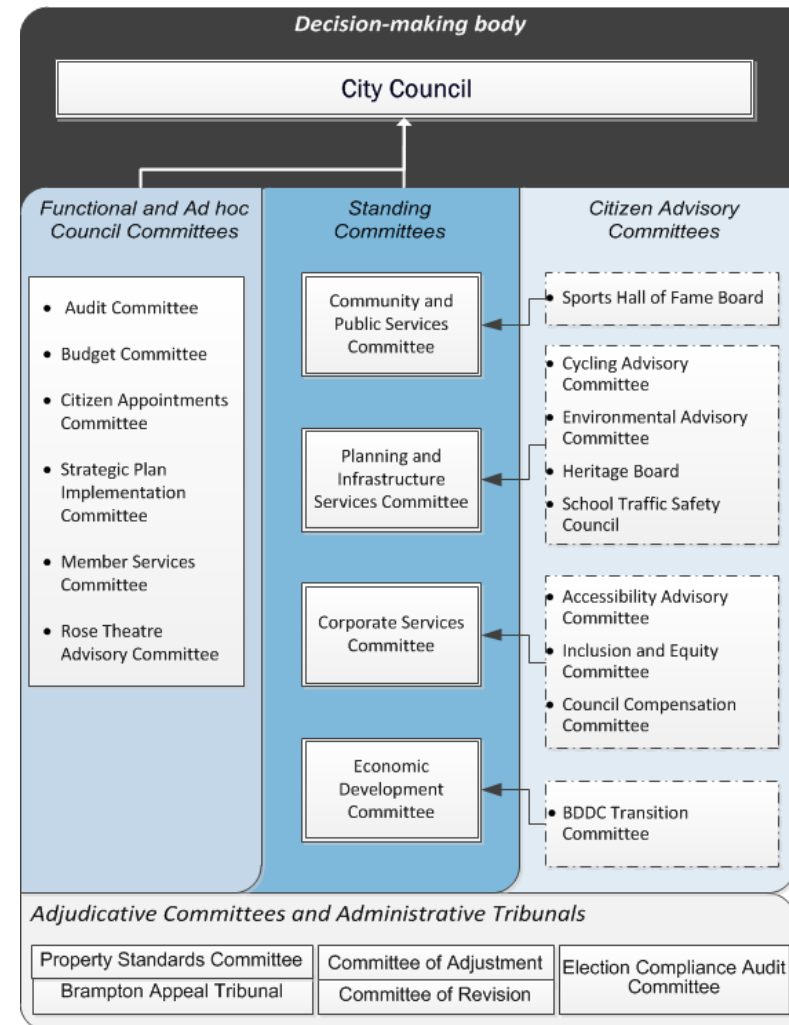 Decision-making body
City Council
Functional and Ad hoc
Council Committees
• Audit Committee
• Budget Committee
• Citizen Appointments
Committee
• Strategic Plan
Implementation
Committee
• Member Services
Committee
• Rose Theatre
Advisory Committee
Standing
Committees
Community and
Public Services
Committee
Planning and
Infrastructure
Services Committee
Corporate Services
Committee
Economic
Development
Committee
Citizen Advisory
Committees
• Sports Hall of Fame Board
• Cycling Advisory
Committee
• Environmental Advisory
Committee
• Heritage Board
• School Traffic Safety
Council
• Accessibility Advisory
Committee
• Inclusion and Equity
Committee
• Council Compensation
Committee
• BDDC Transition
Committee
Adjudicative Committees and Administrative Tribunals
Property Standards Committee
Brampton Appeal Tribunal
Committee of Adjustment
Committee of Revision
Election Compliance Audit
Committee